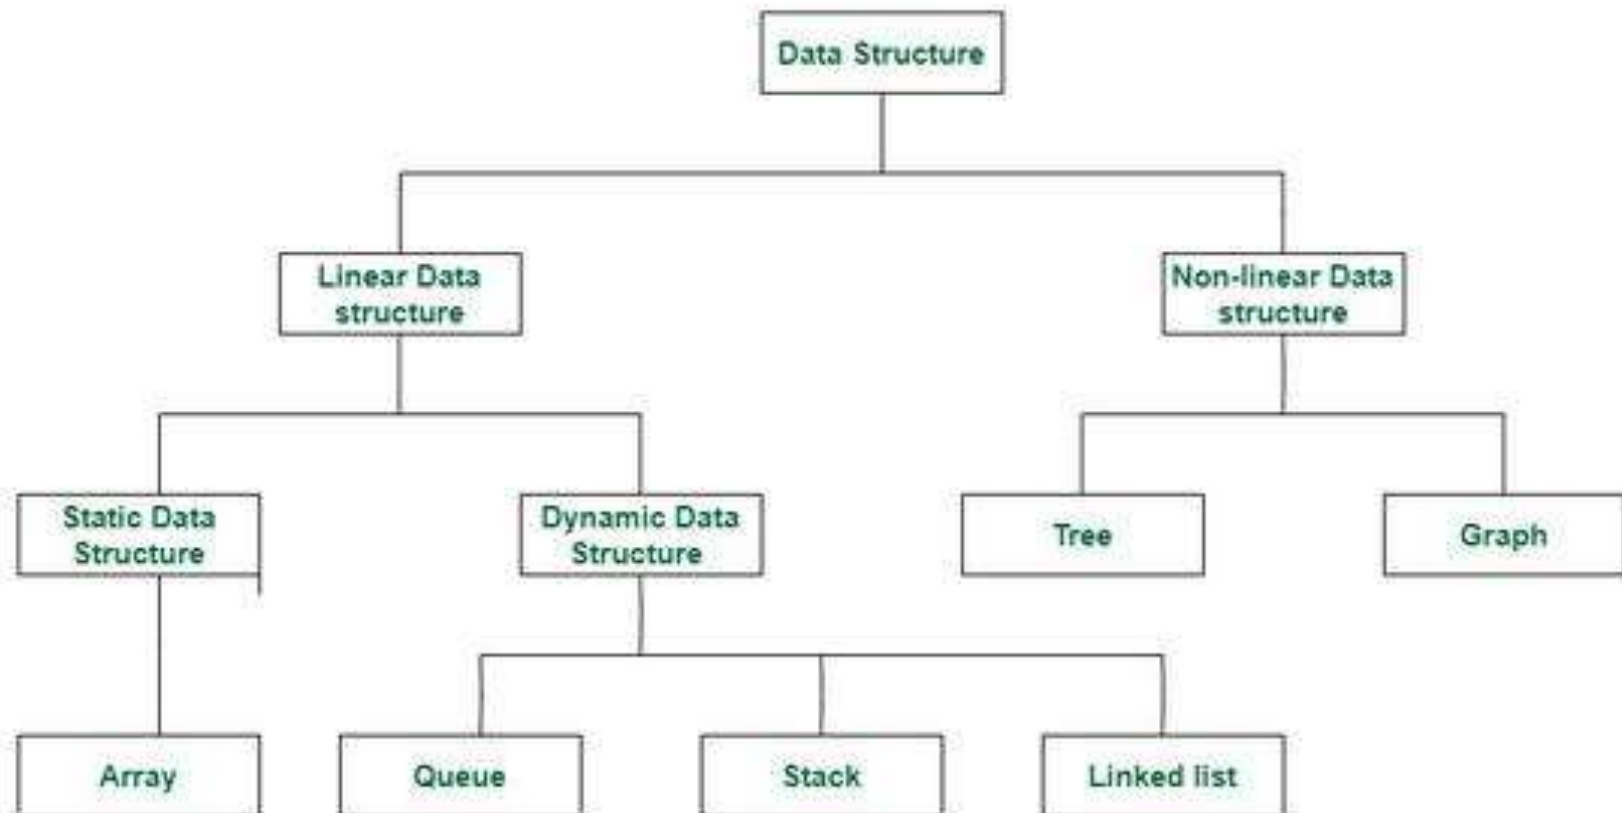 Data Structure
Linear Data
structure
Non-linear Data
structure
Static Data
Structure
Dynamic Data
Structure
Tree
Graph
Array
Queue
Stack
Linked list